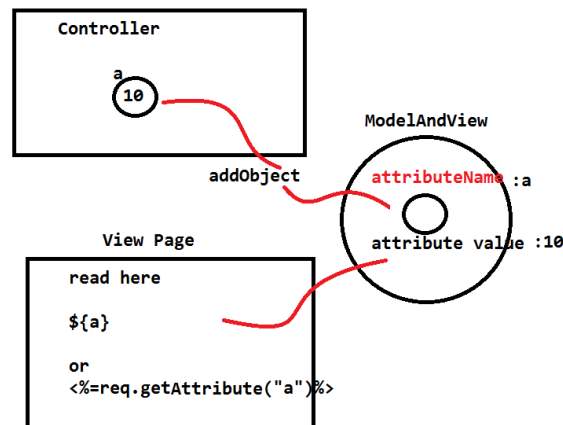 Controller
a
10
ModelAndView
addObject
attributeName :a
attribute value :10
View Page
read here
${a}
or
<%=req.getAttribute("a")%>